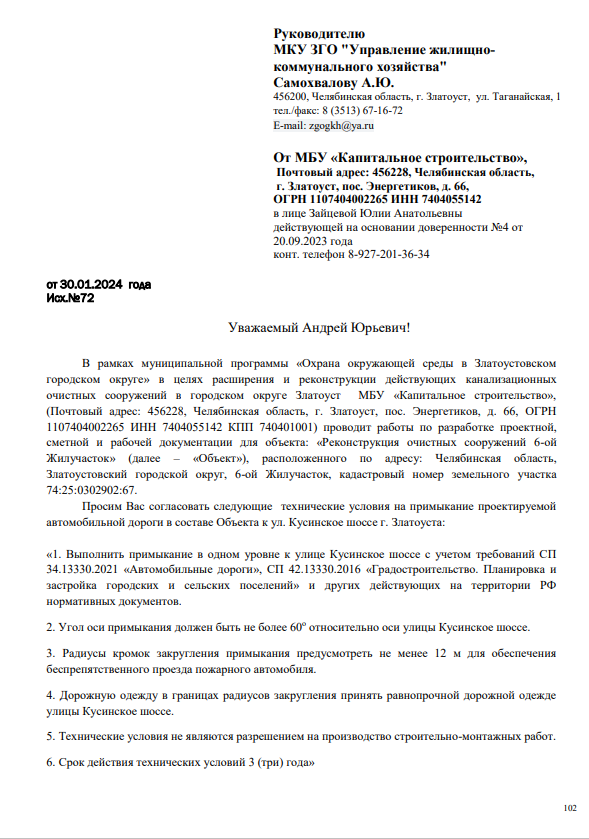 Руководителю
МКУ ЗГО "Управление жилищно-
коммунального хозяйства"
Самохвалову А.Ю.
456200, Челябинская область, г. Златоуст, ул. Таганайская, 1
тел./факс: 8 (3513) 67-16-72
E-mail: zgogkh@ya.ru
От МБУ «Капитальное строительство»,
Почтовый адрес: 456228, Челябинская область,
г. Златоуст, пос. Энергетиков, д. 66,
ОГРН 1107404002265 ИНН 7404055142
в лице Зайцевой Юлии Анатольевны
действующей на основании доверенности №4 от
20.09.2023 года
конт. телефон 8-927-201-36-34
от 30.01.2024 года
Исх.№72
Уважаемый Андрей Юрьевич!
В рамках муниципальной программы «Охрана окружающей среды в Златоустовском
городском округе» в целях расширения и реконструкции действующих канализационных
очистных сооружений в городском округе Златоуст МБУ «Капитальное строительство»,
(Почтовый адрес: 456228, Челябинская область, г. Златоуст, пос. Энергетиков, д. 66, ОГРН
1107404002265 ИНН 7404055142 КПП 740401001) проводит работы по разработке проектной,
сметной и рабочей документации для объекта: «Реконструкция очистных сооружений 6-ой
Жилучасток» (далее – «Объект»), расположенного по адресу: Челябинская область,
Златоустовский городской округ, 6-ой Жилучасток, кадастровый номер земельного участка
74:25:0302902:67.
Просим Вас согласовать следующие технические условия на примыкание проектируемой
автомобильной дороги в составе Объекта к ул. Кусинское шоссе г. Златоуста:
«1. Выполнить примыкание в одном уровне к улице Кусинское шоссе с учетом требований СП
34.13330.2021 «Автомобильные дороги», СП 42.13330.2016 «Градостроительство. Планировка и
застройка городских и сельских поселений» и других действующих на территории РФ
нормативных документов.
2. Угол оси примыкания должен быть не более 60º относительно оси улицы Кусинское шоссе.
3. Радиусы кромок закругления примыкания предусмотреть не менее 12 м для обеспечения
беспрепятственного проезда пожарного автомобиля.
4. Дорожную одежду в границах радиусов закругления принять равнопрочной дорожной одежде
улицы Кусинское шоссе.
5. Технические условия не являются разрешением на производство строительно-монтажных работ.
6. Срок действия технических условий 3 (три) года»
102